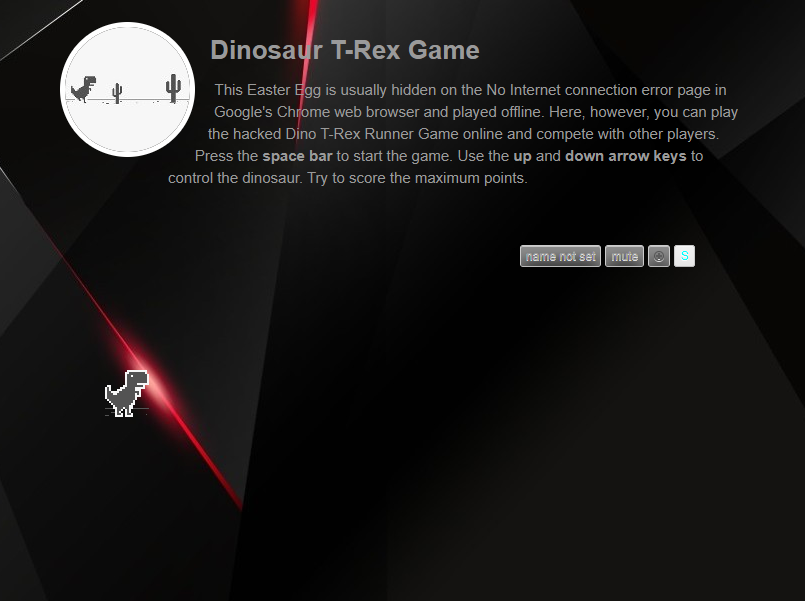 Dinosaur T-Rex Game
This Easter Egg is usually hidden on the No Internet connection error page in
Google's Chrome web browser and played offline. Here, however, you can play
the hacked Dino T-Rex Runner Game online and compete with other players.
Press the space bar to start the game. Use the up and down arrow keys to
control the dinosaur. Try to score the maximum points.
name not set mute S